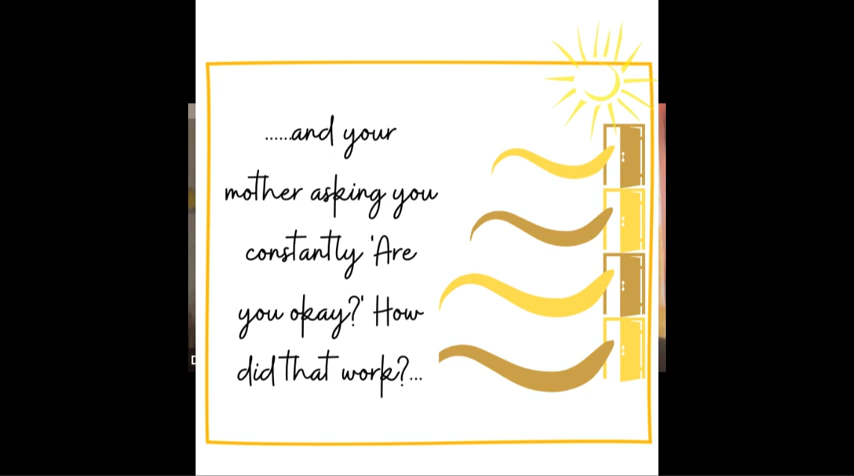 ......and your
mother asking you
constantly 'Are
you okay?' How
did that work?...